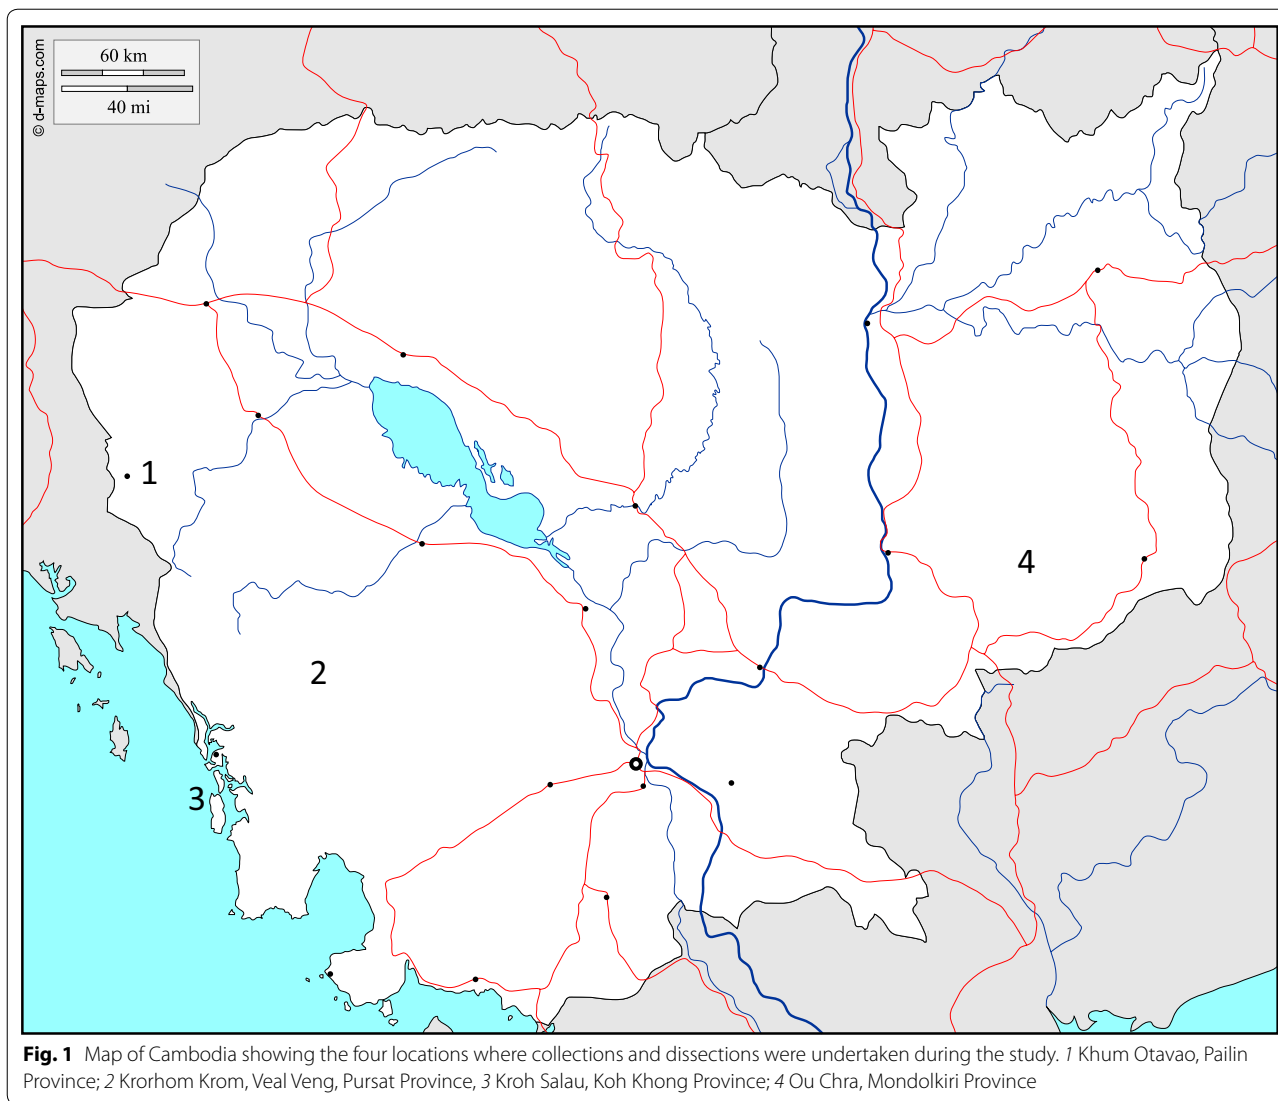 60 km
40 mi
© d-maps.com
1
2
3
4
Fig. 1 Map of Cambodia showing the four locations where collections and dissections were undertaken during the study. 1 Khum Otavao, Pailin
Province; 2 Krorhom Krom, Veal Veng, Pursat Province, 3 Kroh Salau, Koh Khong Province; 4 Ou Chra, Mondolkiri Province